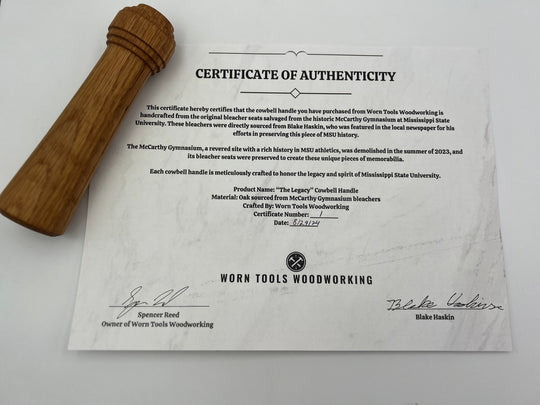 CERTIFICATE OF AUTHENTICITY
This certificate hereby certifies that the cowbell handle you have purchased from Worn Tools Woodworking is
handcrafted from the original bleacher seats salvaged from the historic McCarthy Gymnasium at Mississippi State
University. These bleachers were directly sourced from Blake Haskin, who was featured in the local newspaper for his
efforts in preserving this piece of MSU history.
The McCarthy Gymnasium, a revered site with a rich history in MSU athletics, was demolished in the summer of 2023, and
its bleacher seats were preserved to create these unique pieces of memorabilia.
Each cowbell handle is meticulously crafted to honor the legacy and spirit of Mississippi State University.
Product Name: "The Legacy" Cowbell Handle
Material: Oak sourced from McCarthy Gymnasium bleachers
Crafted By: Worn Tools Woodworking
Certificate Number: 1
Date: 5/29/24
WORN TOOLS WOODWORKING
Spencer Reed
Owner of Worn Tools Woodworking
Blake Haskin
Blake Haskin